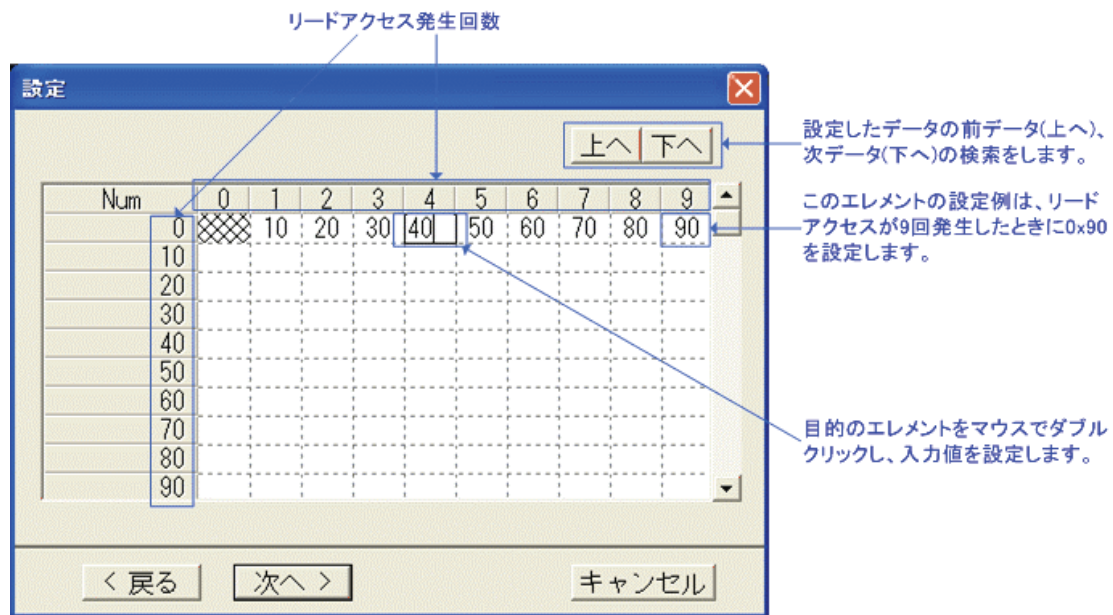 リードアクセス発生回数
設定
上へ 下へ
設定したデータの前データ(上へ)、
次データ(下へ)の検索をします。
Num 0 1 2 3 4 5 6 7 8 9
0 10 20 30 40 50 60 70 80 90
10
20
30
40
50
60
70
80
90
このエレメントの設定例は、リード
アクセスが9回発生したときに0x90
を設定します。
目的のエレメントをマウスでダブル
クリックし、入力値を設定します。
< 戻る 次へ > キャンセル